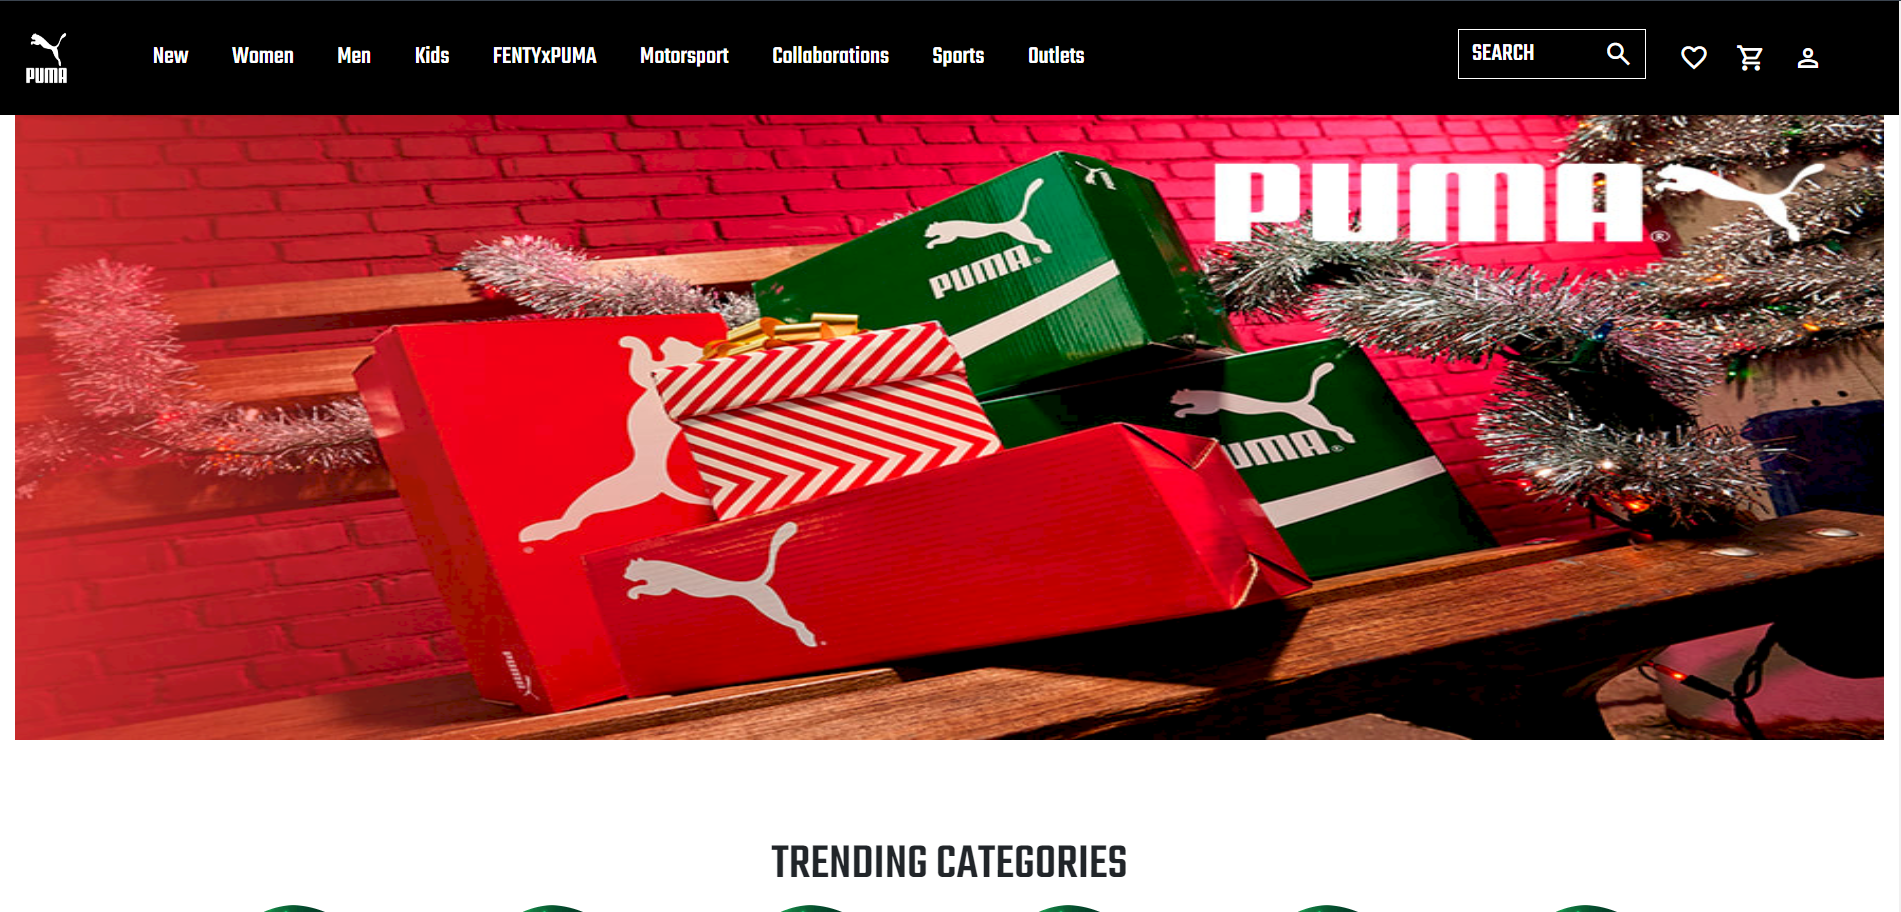 PUMA
New Women Men Kids FENTYxPUMA Motorsport Collaborations Sports Outlets
SEARCH
PUMA®
PUMA®
UMA®
PUMA
TRENDING CATEGORIES